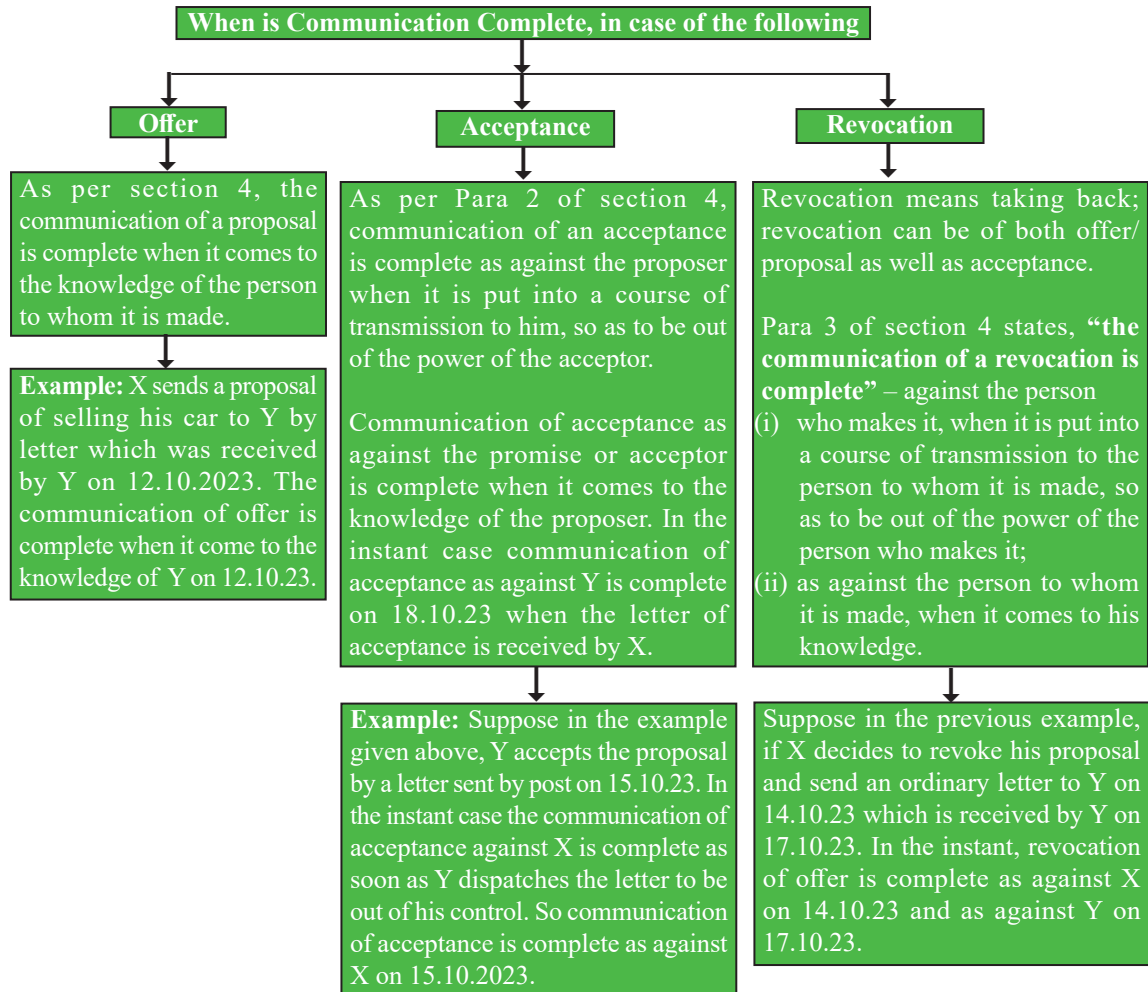 When is Communication Complete, in case of the following
Offer
As per section 4, the
communication of a proposal
is complete when it comes to
the knowledge of the person
to whom it is made.
Example: X sends a proposal
of selling his car to Y by
letter which was received
by Y on 12.10.2023. The
communication of offer is
complete when it come to the
knowledge of Y on 12.10.23.
Acceptance
As per Para 2 of section 4,
communication of an acceptance
is complete as against the proposer
when it is put into a course of
transmission to him, so as to be out
of the power of the acceptor.
Communication of acceptance as
against the promise or acceptor
is complete when it comes to the
knowledge of the proposer. In the
instant case communication of
acceptance as against Y is complete
on 18.10.23 when the letter of
acceptance is received by X.
Example: Suppose in the example
given above, Y accepts the proposal
by a letter sent by post on 15.10.23. In
the instant case the communication of
acceptance against X is complete as
soon as Y dispatches the letter to be
out of his control. So communication
of acceptance is complete as against
X on 15.10.2023.
Revocation
Revocation means taking back;
revocation can be of both offer/
proposal as well as acceptance.
Para 3 of section 4 states, “the
communication of a revocation is
complete” – against the person
(i) who makes it, when it is put into
a course of transmission to the
person to whom it is made, so
as to be out of the power of the
person who makes it;
(ii) as against the person to whom
it is made, when it comes to his
knowledge.
Suppose in the previous example,
if X decides to revoke his proposal
and send an ordinary letter to Y on
14.10.23 which is received by Y on
17.10.23. In the instant, revocation
of offer is complete as against X
on 14.10.23 and as against Y on
17.10.23.